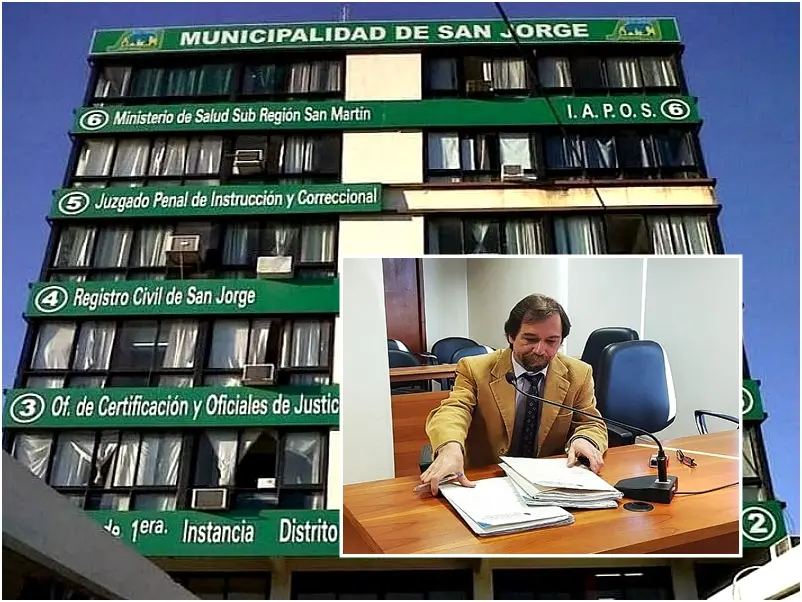 MUNICIPALIDAD DE SAN JORGE
6 Ministerio de Salud Sub Región San Martin
I.A.P.O.S. 6
5 Juzgado Penal de Instrucción y Correccional
4 Registro Civil de San Jorge
3 Of. de Certificación y Oficiales de Justic
de 1era. Instancia Distrito
2